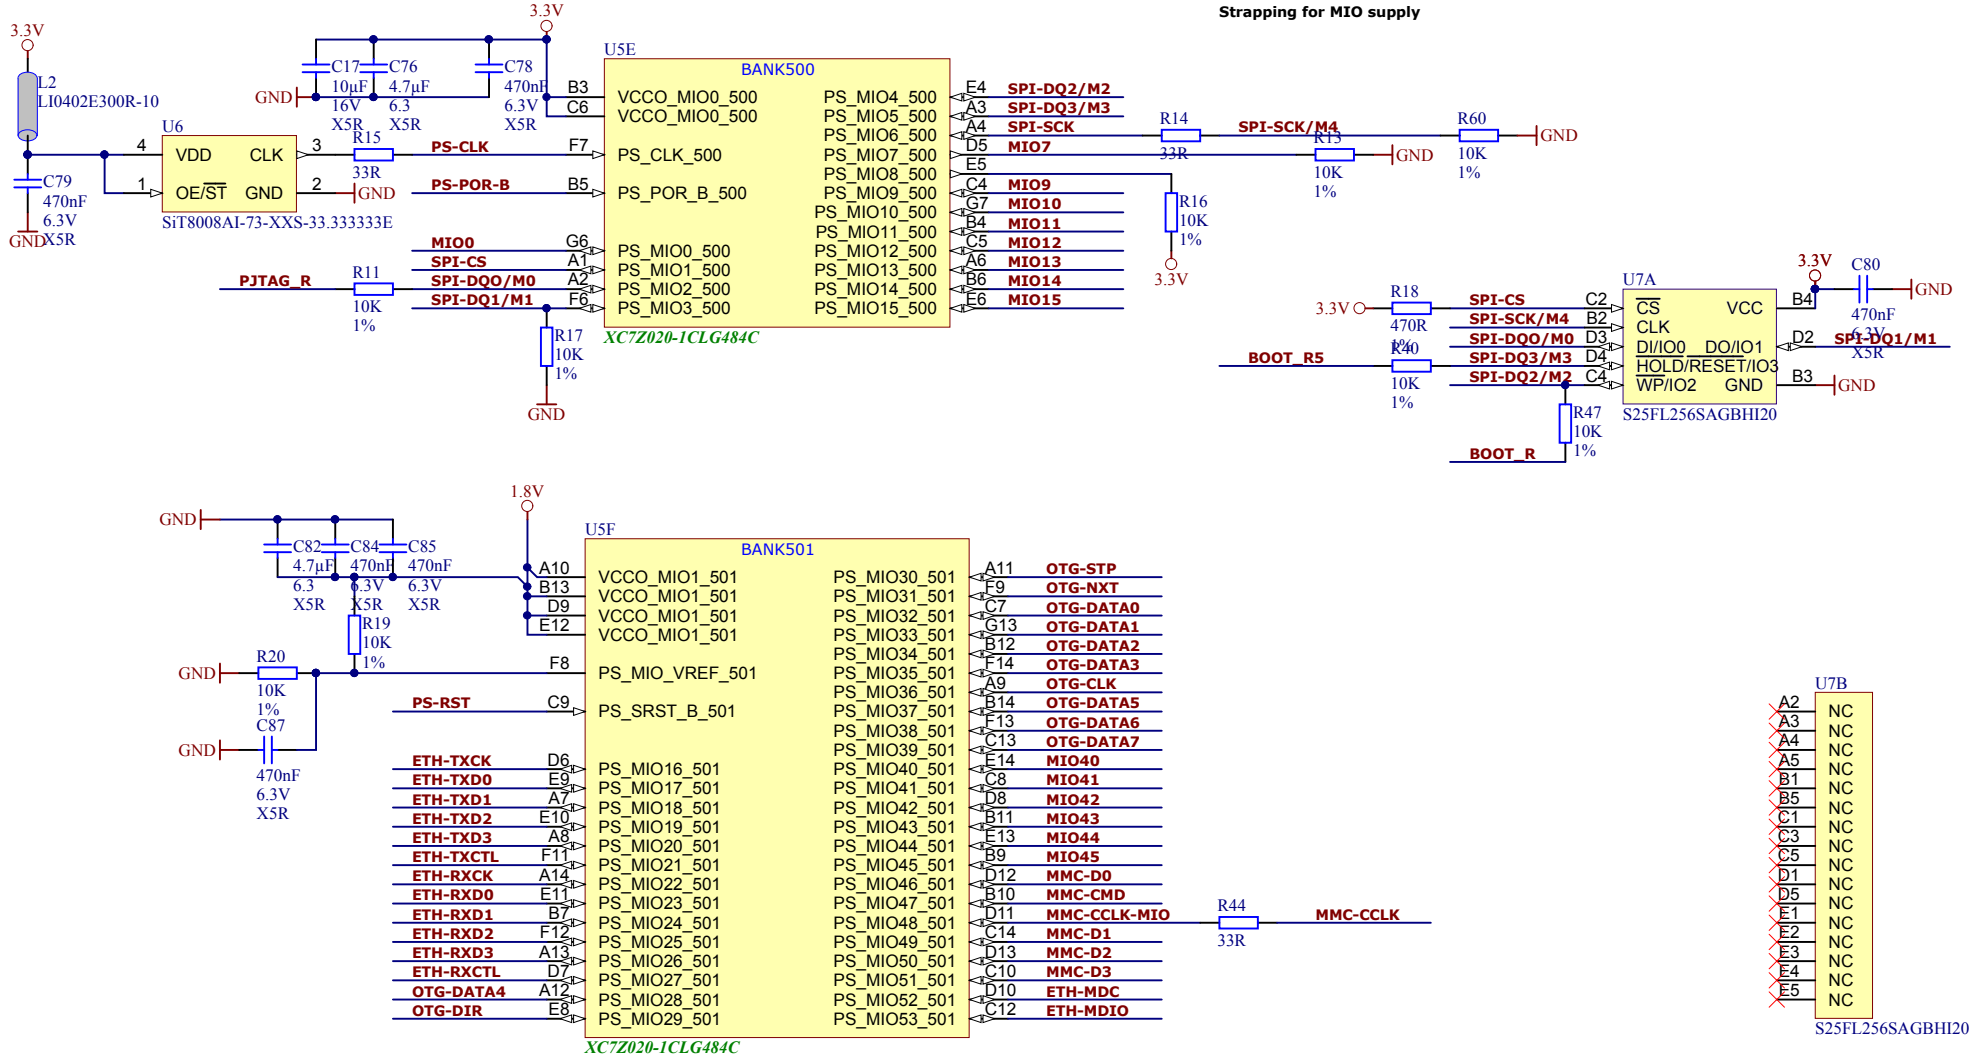 Strapping for MIO supply
3.3V
L2
LI0402E300R-10
U6
4 VDD CLK 3
1 OE/ST GND 2
SiT8008AI-73-XXS-33.333333E
C79
470nF
6.3V
X5R
GND
R15
33R
GND
3.3V
C17
10µF
16V
X5R
C76
4.7µF
6.3
X5R
C78
470nF
6.3V
X5R
GND
U5E
BANK500
B3 VCCO_MIO0_500
C6 VCCO_MIO0_500
PS-CLK F7 PS_CLK_500
PS-POR-B B5 PS_POR_B_500
MIO0 G6 PS_MIO0_500
SPI-CS A1 PS_MIO1_500
SPI-DQO/M0 A2 PS_MIO2_500
SPI-DQ1/M1 F6 PS_MIO3_500
PJTAG_R
R11
10K
1%
R17
10K
1%
GND
PS_MIO4_500 E4 SPI-DQ2/M2
PS_MIO5_500 A3 SPI-DQ3/M3
PS_MIO6_500 A4 SPI-SCK
PS_MIO7_500 D5 MIO7
PS_MIO8_500 E5
PS_MIO9_500 C4 MIO9
PS_MIO10_500 G7 MIO10
PS_MIO11_500 B4 MIO11
PS_MIO12_500 C5 MIO12
PS_MIO13_500 A6 MIO13
PS_MIO14_500 B6 MIO14
PS_MIO15_500 E6 MIO15
XC7Z020-1CLG484C
R14
33R
SPI-SCK/M4
R60
10K
1%
GND
R13
10K
1%
GND
R16
10K
1%
3.3V
3.3V
R18
470R
1%
BOOT_R5
R40
10K
1%
SPI-CS C2
SPI-SCK/M4 B2
SPI-DQO/M0 D3
SPI-DQ3/M3 D4
SPI-DQ2/M2 C4
R47
10K
1%
BOOT_R
U7A
CS VCC B4
CLK
DI/IO0 DO/IO1 D2 SPI-DQ1/M1
HOLD/RESET/IO3
WP/IO2 GND B3 GND
S25FL256SAGBHI20
3.3V
C80
470nF
6.3V
X5R
GND
1.8V
GND
C82
4.7µF
6.3
X5R
C84
470nF
6.3V
X5R
C85
470nF
6.3V
X5R
R19
10K
1%
GND
R20
10K
1%
GND
C87
470nF
6.3V
X5R
U5F
BANK501
A10 VCCO_MIO1_501
B13 VCCO_MIO1_501
D9 VCCO_MIO1_501
E12 VCCO_MIO1_501
F8 PS_MIO_VREF_501
PS-RST C9 PS_SRST_B_501
ETH-TXCK D6 PS_MIO16_501
ETH-TXD0 E9 PS_MIO17_501
ETH-TXD1 A7 PS_MIO18_501
ETH-TXD2 E10 PS_MIO19_501
ETH-TXD3 A8 PS_MIO20_501
ETH-TXCTL F11 PS_MIO21_501
ETH-RXCK A14 PS_MIO22_501
ETH-RXD0 E11 PS_MIO23_501
ETH-RXD1 B7 PS_MIO24_501
ETH-RXD2 F12 PS_MIO25_501
ETH-RXD3 A13 PS_MIO26_501
ETH-RXCTL D7 PS_MIO27_501
OTG-DATA4 A12 PS_MIO28_501
OTG-DIR E8 PS_MIO29_501
PS_MIO30_501 A11 OTG-STP
PS_MIO31_501 F9 OTG-NXT
PS_MIO32_501 C7 OTG-DATA0
PS_MIO33_501 G13 OTG-DATA1
PS_MIO34_501 B12 OTG-DATA2
PS_MIO35_501 F14 OTG-DATA3
PS_MIO36_501 A9 OTG-CLK
PS_MIO37_501 B14 OTG-DATA5
PS_MIO38_501 F13 OTG-DATA6
PS_MIO39_501 C13 OTG-DATA7
PS_MIO40_501 E14 MIO40
PS_MIO41_501 C8 MIO41
PS_MIO42_501 D8 MIO42
PS_MIO43_501 B11 MIO43
PS_MIO44_501 E13 MIO44
PS_MIO45_501 B9 MIO45
PS_MIO46_501 D12 MMC-D0
PS_MIO47_501 B10 MMC-CMD
PS_MIO48_501 D11 MMC-CCLK-MIO
PS_MIO49_501 C14 MMC-D1
PS_MIO50_501 D13 MMC-D2
PS_MIO51_501 C10 MMC-D3
PS_MIO52_501 D10 ETH-MDC
PS_MIO53_501 C12 ETH-MDIO
XC7Z020-1CLG484C
R44
33R
MMC-CCLK
U7B
A2 NC
A3 NC
A4 NC
A5 NC
B1 NC
B5 NC
C1 NC
C3 NC
C5 NC
D1 NC
D5 NC
E1 NC
E2 NC
E3 NC
E4 NC
E5 NC
S25FL256SAGBHI20